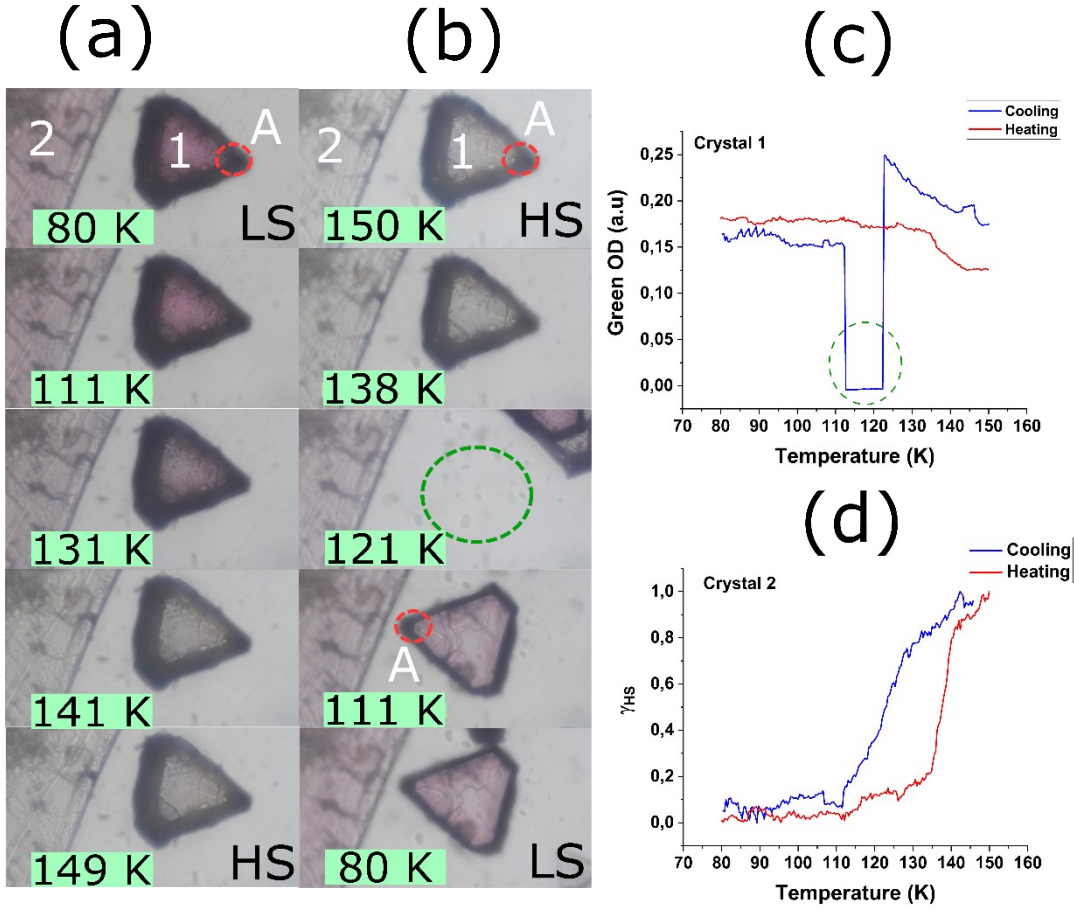 (a)
(b)
(c)
(d)
2
1
A
80 K
LS
111 K
131 K
141 K
149 K
HS
2
1
A
150 K
HS
138 K
121 K
A
111 K
80 K
LS
Cooling
Heating
Crystal 1
0,25
0,20
0,15
0,10
0,05
0,00
Green OD (a.u)
70 80 90 100 110 120 130 140 150 160
Temperature (K)
Cooling
Heating
Crystal 2
1,0
0,8
0,6
0,4
0,2
0,0
γHS
70 80 90 100 110 120 130 140 150 160
Temperature (K)